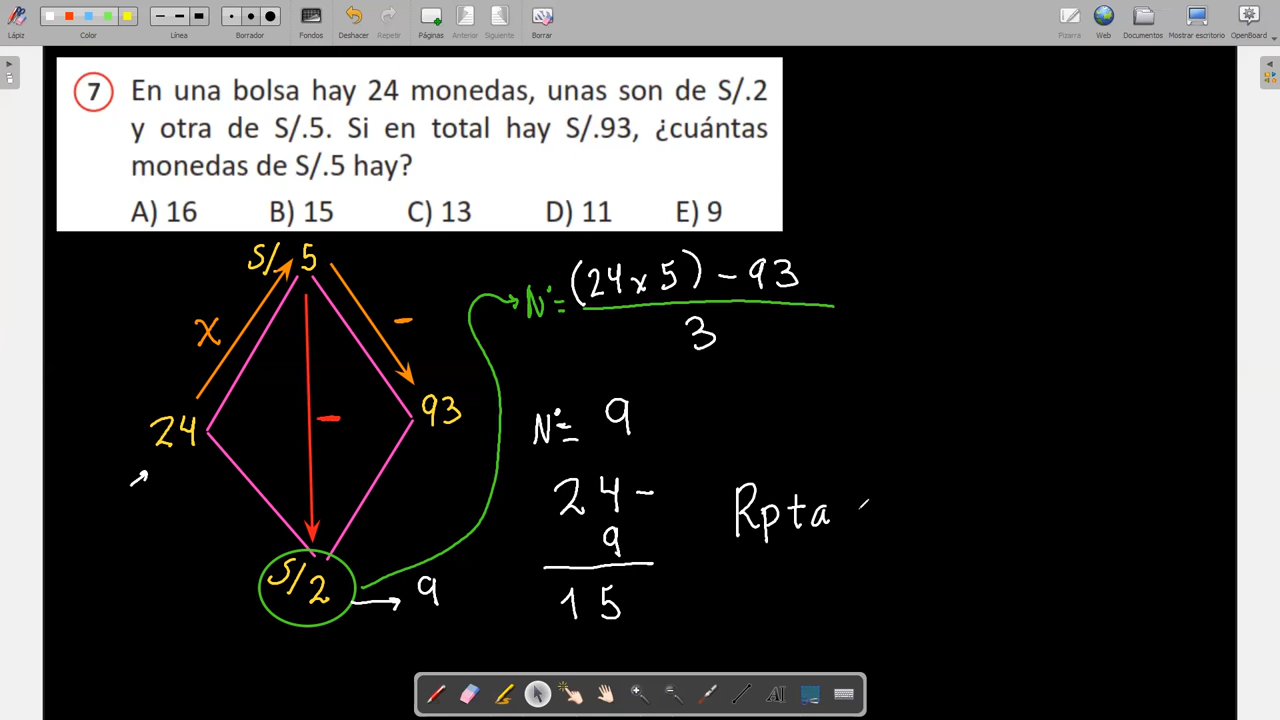 Lápiz Color Línea Borrador Fondos Deshacer Repetir Páginas Anterior Siguiente Borrar Pizarra Web Documentos Mostrar escritorio OpenBoard
7 En una bolsa hay 24 monedas, unas son de S/.2
y otra de S/.5. Si en total hay S/.93, ¿cuántas
monedas de S/.5 hay?
A) 16 B) 15 C) 13 D) 11 E) 9
S/ 5
x
-
24
93
-
S/2
9
N°= (24 x 5) - 93
3
N°= 9
24 -
9
15
Rpta
AI